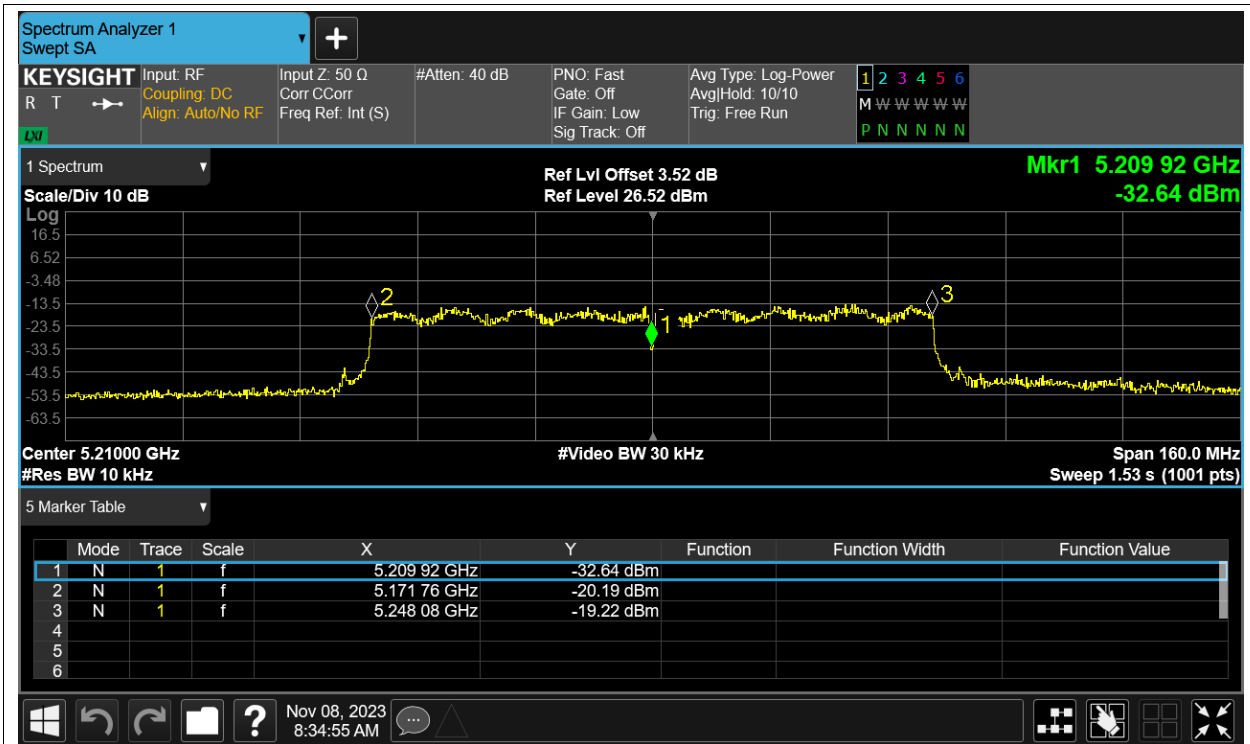 Spectrum Analyzer 1
Swept SA
KEYSIGHT
R T
LXI
Input: RF
Coupling: DC
Align: Auto/No RF
Input Z: 50 Ω
Corr CCorr
Freq Ref: Int (S)
#Atten: 40 dB
PNO: Fast
Gate: Off
IF Gain: Low
Sig Track: Off
Avg Type: Log-Power
Avg|Hold: 10/10
Trig: Free Run
1 2 3 4 5 6
M W W W W W
P N N N N N
1 Spectrum
Scale/Div 10 dB
Ref Lvl Offset 3.52 dB
Ref Level 26.52 dBm
Mkr1 5.209 92 GHz
-32.64 dBm
Log
16.5
6.52
-3.48
-13.5
-23.5
-33.5
-43.5
-53.5
-63.5
2
1
3
Center 5.21000 GHz
#Res BW 10 kHz
#Video BW 30 kHz
Span 160.0 MHz
Sweep 1.53 s (1001 pts)
5 Marker Table
Mode Trace Scale X Y Function Function Width Function Value
1 N 1 f 5.209 92 GHz -32.64 dBm
2 N 1 f 5.171 76 GHz -20.19 dBm
3 N 1 f 5.248 08 GHz -19.22 dBm
4
5
6
?
Nov 08, 2023
8:34:55 AM